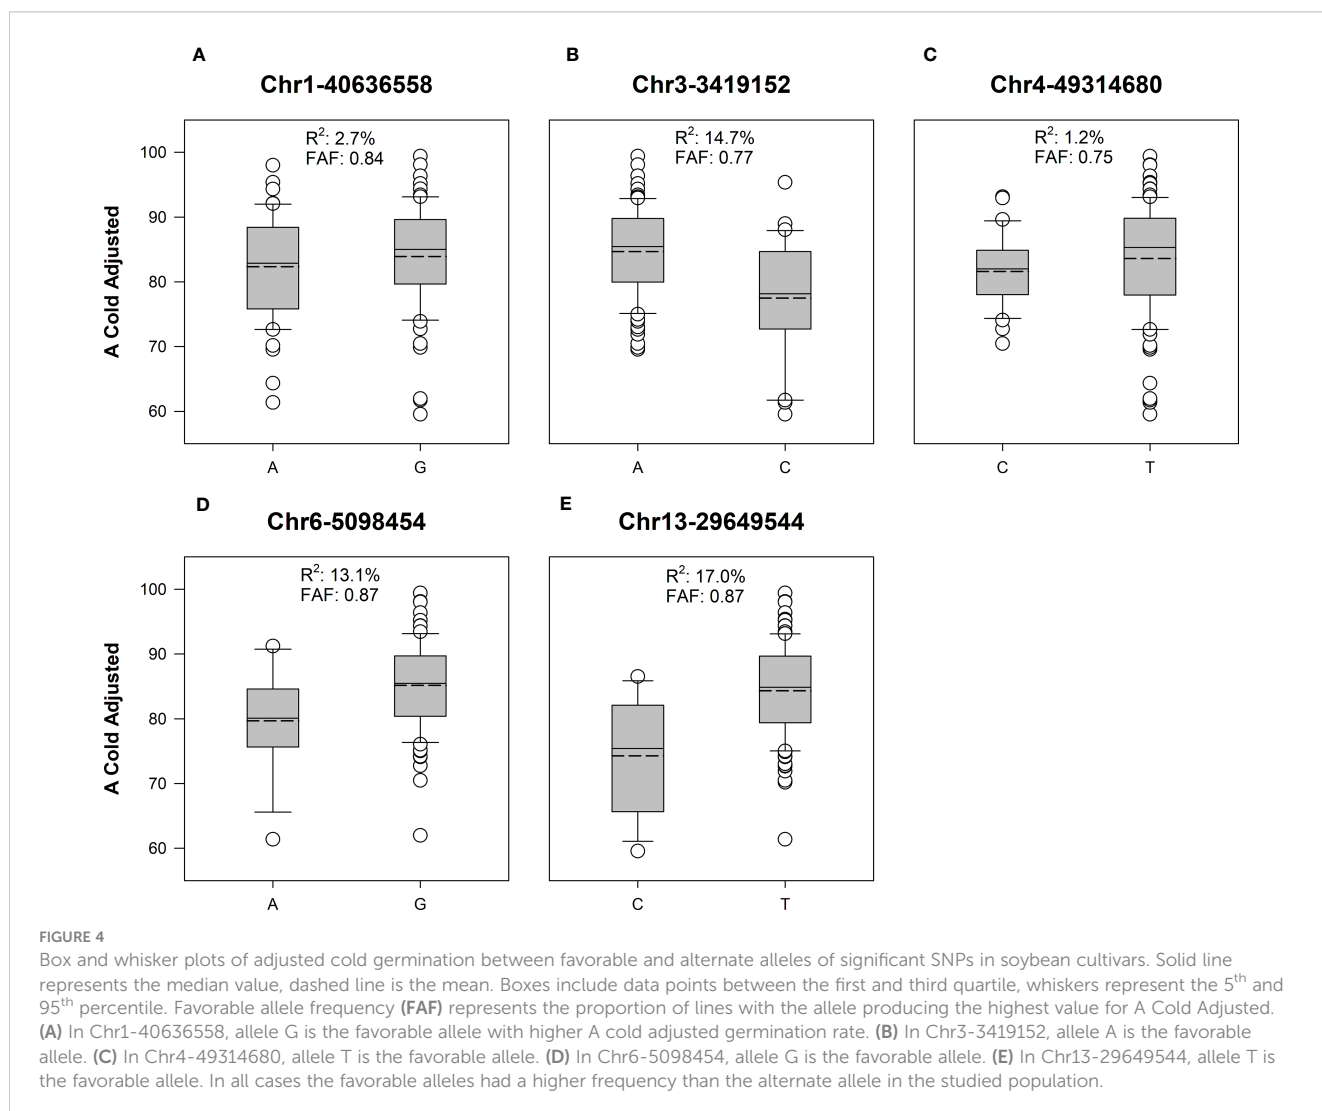 A
Chr1-40636558
R²: 2.7%
FAF: 0.84
A Cold Adjusted
100
90
80
70
60
A
G
B
Chr3-3419152
R²: 14.7%
FAF: 0.77
A
C
C
Chr4-49314680
R²: 1.2%
FAF: 0.75
C
T
D
Chr6-5098454
R²: 13.1%
FAF: 0.87
A Cold Adjusted
100
90
80
70
60
A
G
E
Chr13-29649544
R²: 17.0%
FAF: 0.87
C
T
FIGURE 4
Box and whisker plots of adjusted cold germination between favorable and alternate alleles of significant SNPs in soybean cultivars. Solid line
represents the median value, dashed line is the mean. Boxes include data points between the first and third quartile, whiskers represent the 5th and
95th percentile. Favorable allele frequency (FAF) represents the proportion of lines with the allele producing the highest value for A Cold Adjusted.
(A) In Chr1-40636558, allele G is the favorable allele with higher A cold adjusted germination rate. (B) In Chr3-3419152, allele A is the favorable
allele. (C) In Chr4-49314680, allele T is the favorable allele. (D) In Chr6-5098454, allele G is the favorable allele. (E) In Chr13-29649544, allele T is
the favorable allele. In all cases the favorable alleles had a higher frequency than the alternate allele in the studied population.